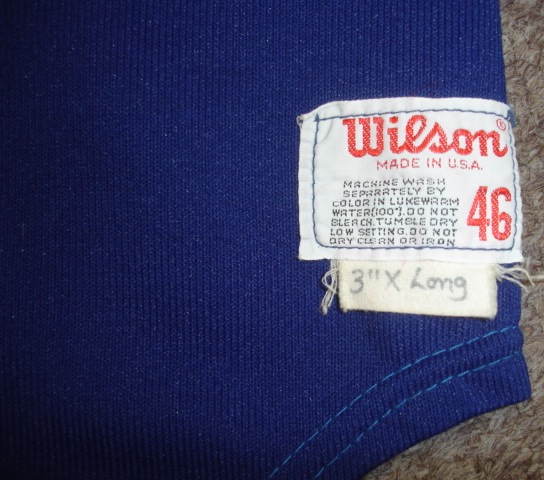 Wilson®
MADE IN U.S.A.
MACHINE WASH
SEPARATELY BY
COLOR IN LUKEWARM
WATER(100°). DO NOT
BLEACH. TUMBLE DRY
LOW SETTING. DO NOT
DRY CLEAN OR IRON
46
3" X Long